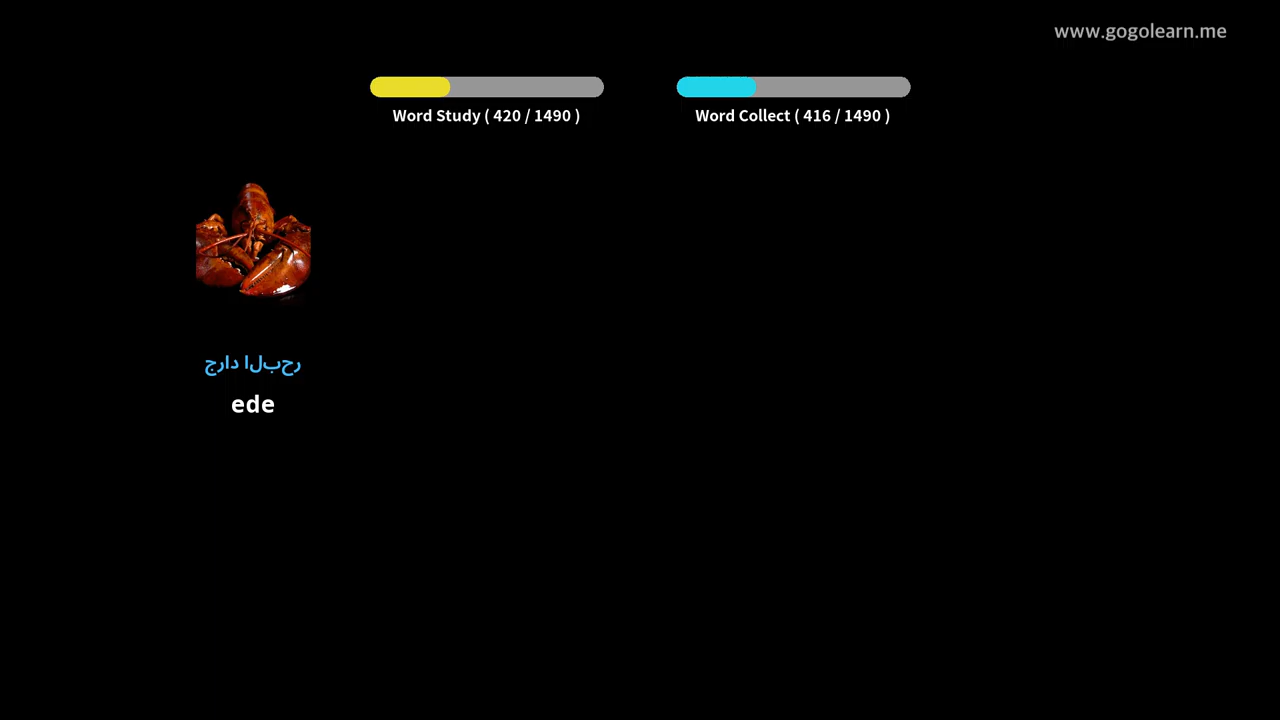 www.gogolearn.me
Word Study ( 420 / 1490 )
Word Collect ( 416 / 1490 )
جراد البحر
ede